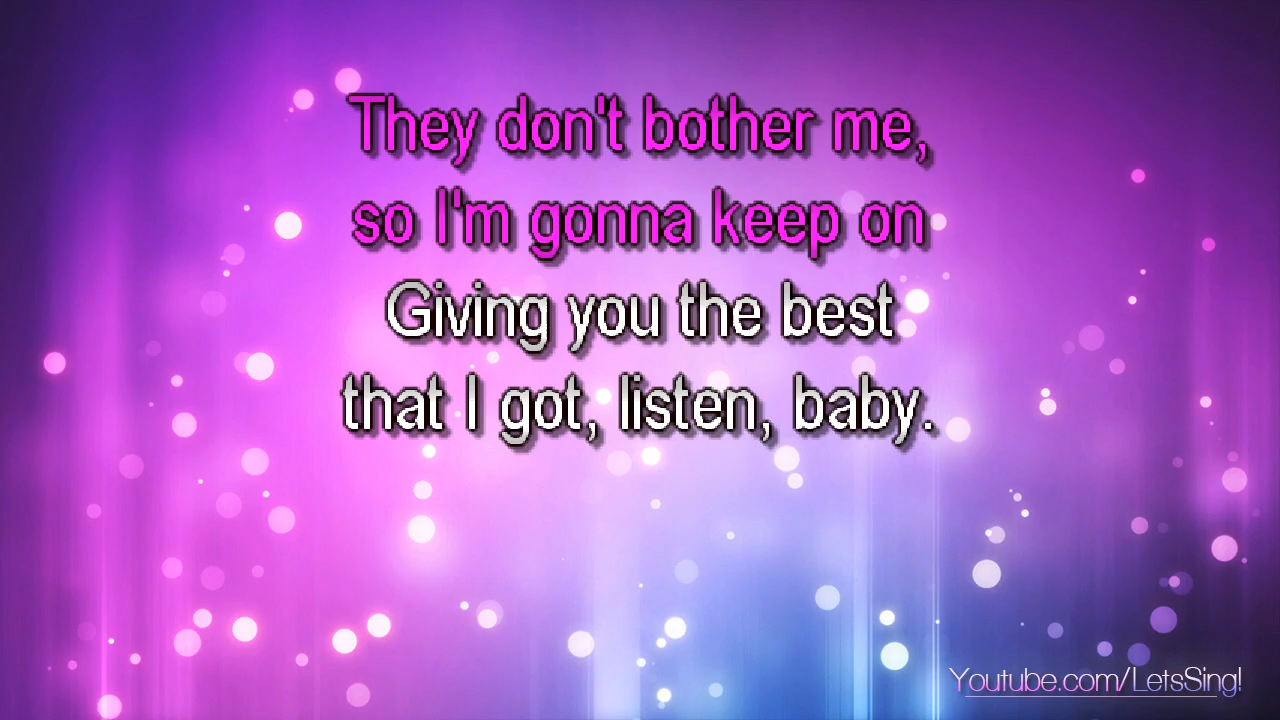 They don't bother me,
so I'm gonna keep on
Giving you the best
that I got, listen, baby.
Youtube.com/LetsSing!